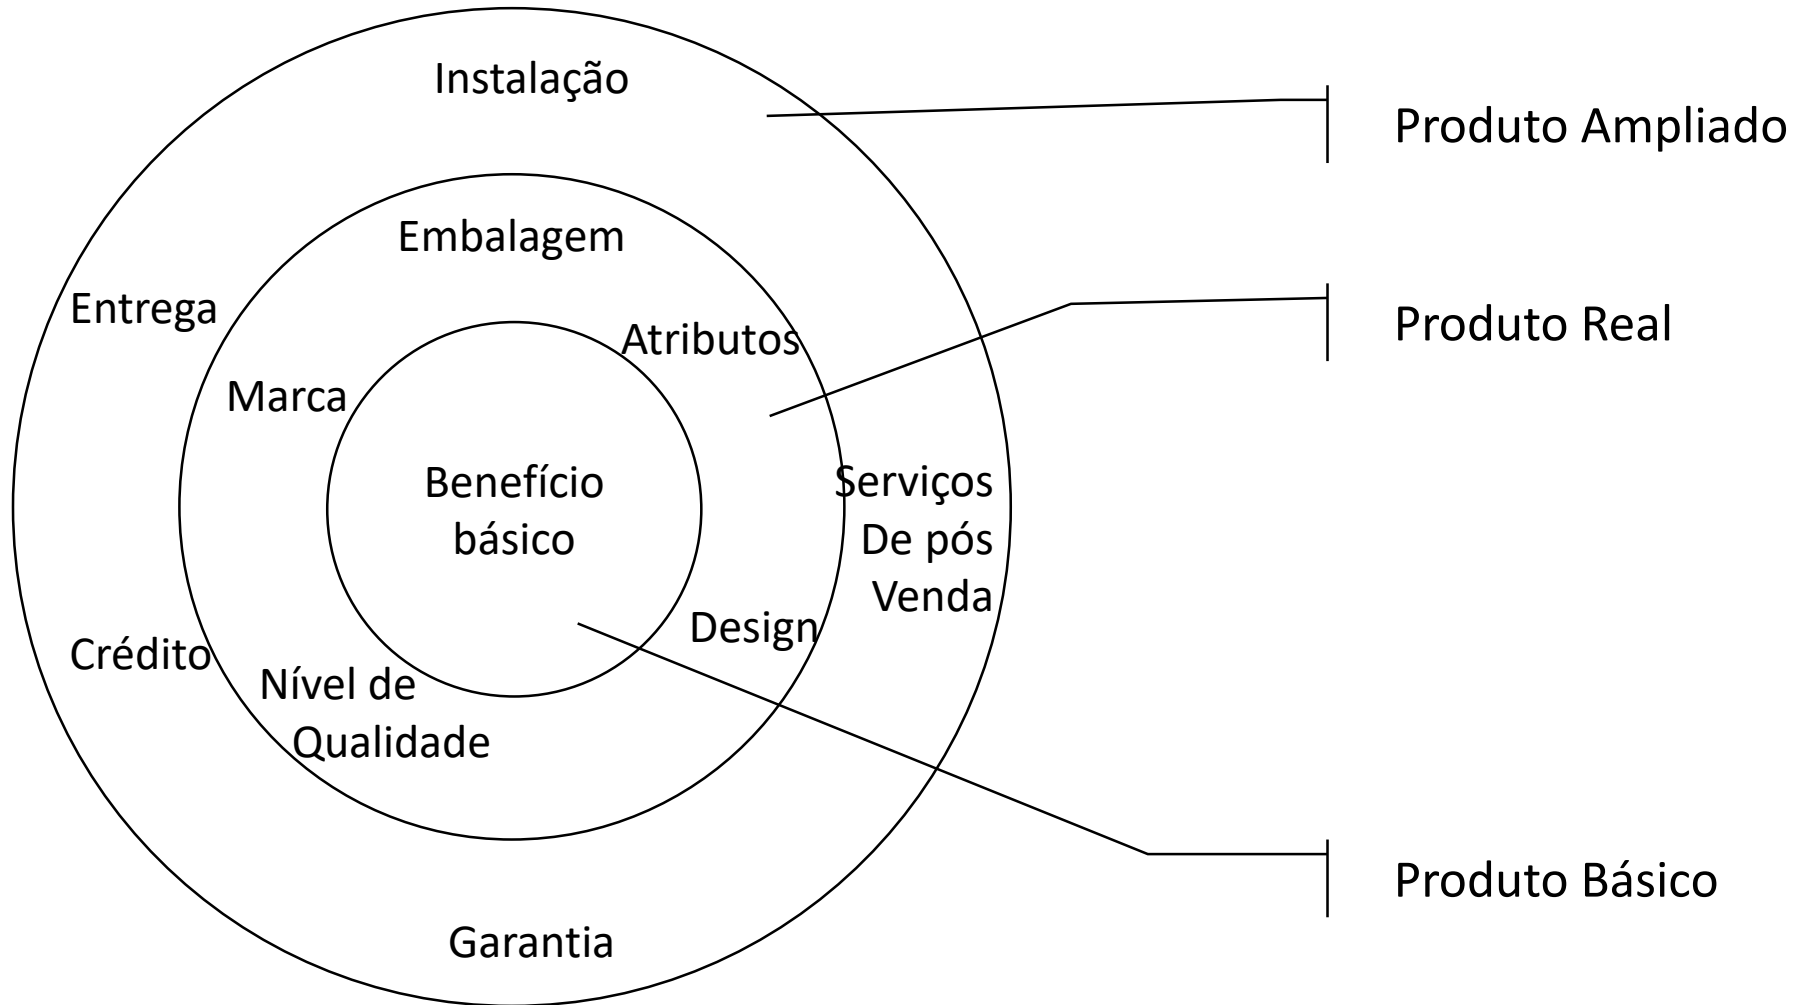 Instalação
Produto Ampliado
Embalagem
Entrega
Atributos
Produto Real
Marca
Benefício
básico
Serviços
De pós
Venda
Design
Crédito
Nível de
Qualidade
Produto Básico
Garantia